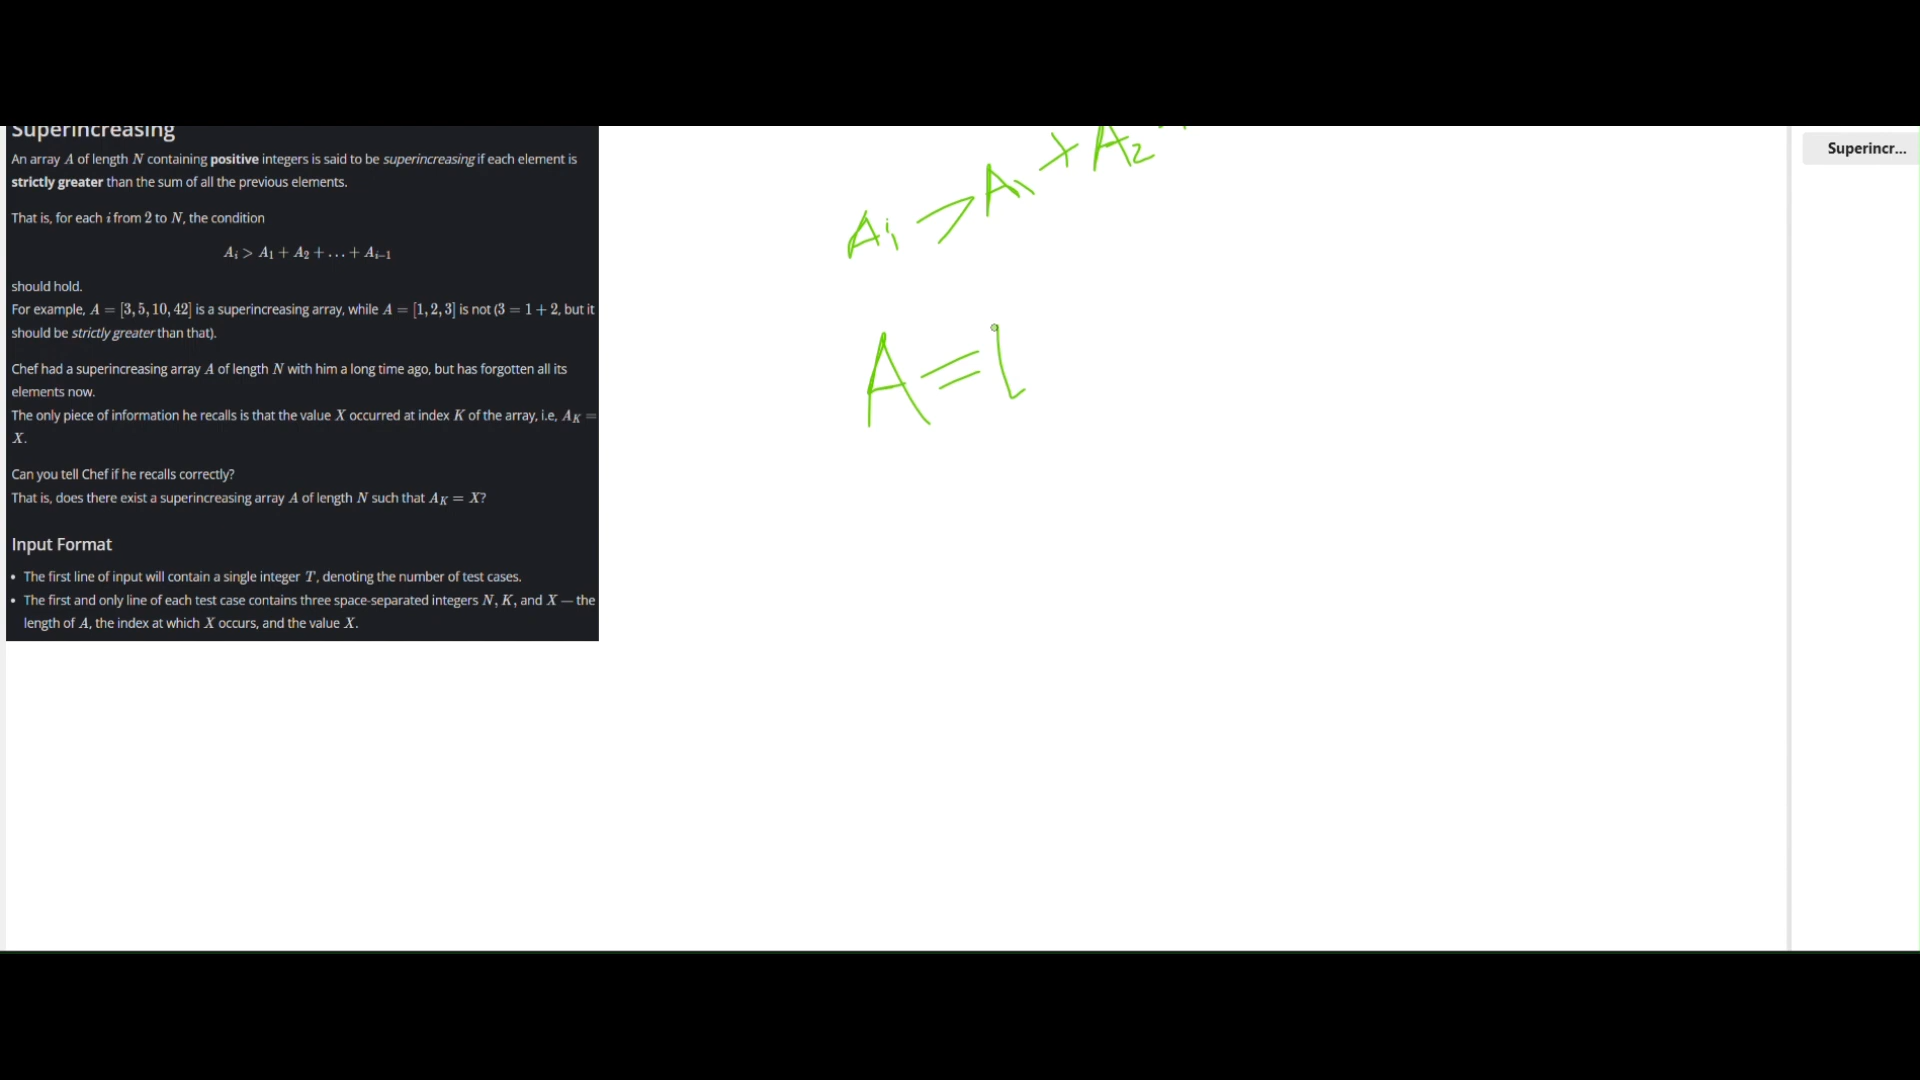 Superincreasing
An array A of length N containing positive integers is said to be superincreasing if each element is
strictly greater than the sum of all the previous elements.
That is, for each i from 2 to N, the condition
Aᵢ > A₁ + A₂ + … + Aᵢ₋₁
should hold.
For example, A = [3, 5, 10, 42] is a superincreasing array, while A = [1, 2, 3] is not (3 = 1 + 2, but it
should be strictly greater than that).
Chef had a superincreasing array A of length N with him a long time ago, but has forgotten all its
elements now.
The only piece of information he recalls is that the value X occurred at index K of the array, i.e, A_K =
X.
Can you tell Chef if he recalls correctly?
That is, does there exist a superincreasing array A of length N such that A_K = X?
Input Format
• The first line of input will contain a single integer T, denoting the number of test cases.
• The first and only line of each test case contains three space-separated integers N, K, and X — the
length of A, the index at which X occurs, and the value X.
Aᵢ > A₁ + A₂
A = [
Superincr...